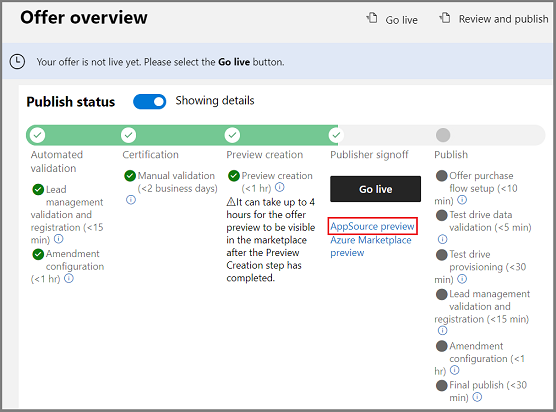 Offer overview
Go live
Review and publish
Your offer is not live yet. Please select the Go live button.
Publish status
Showing details
Automated
validation
Lead
management
validation and
registration (<15
min)
Amendment
configuration
(<1 hr)
Certification
Manual validation
(<2 business days)
Preview creation
Preview creation
(<1 hr)
It can take up to 4
hours for the offer
preview to be visible
in the marketplace
after the Preview
Creation step has
completed.
Publisher signoff
Go live
AppSource preview
Azure Marketplace
preview
Publish
Offer purchase
flow setup (<10
min)
Test drive data
validation (<5 min)
Test drive
provisioning (<30
min)
Lead management
validation and
registration (<15 min)
Amendment
configuration (<1
hr)
Final publish (<30
min)